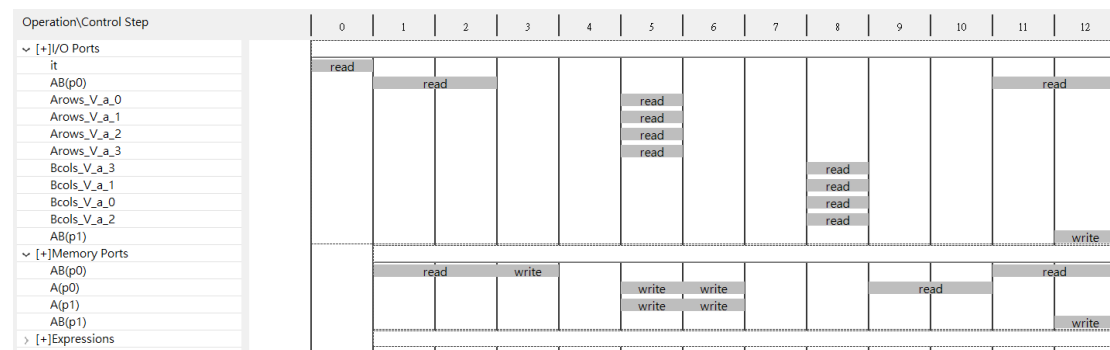 Operation\Control Step 0 1 2 3 4 5 6 7 8 9 10 11 12
[+]I/O Ports
it read
AB(p0) read read
Arows_V_a_0 read
Arows_V_a_1 read
Arows_V_a_2 read
Arows_V_a_3 read
Bcols_V_a_3 read
Bcols_V_a_1 read
Bcols_V_a_0 read
Bcols_V_a_2 read
AB(p1) write
[+]Memory Ports
AB(p0) read write read
A(p0) write write read
A(p1) write write
AB(p1) write
[+]Expressions